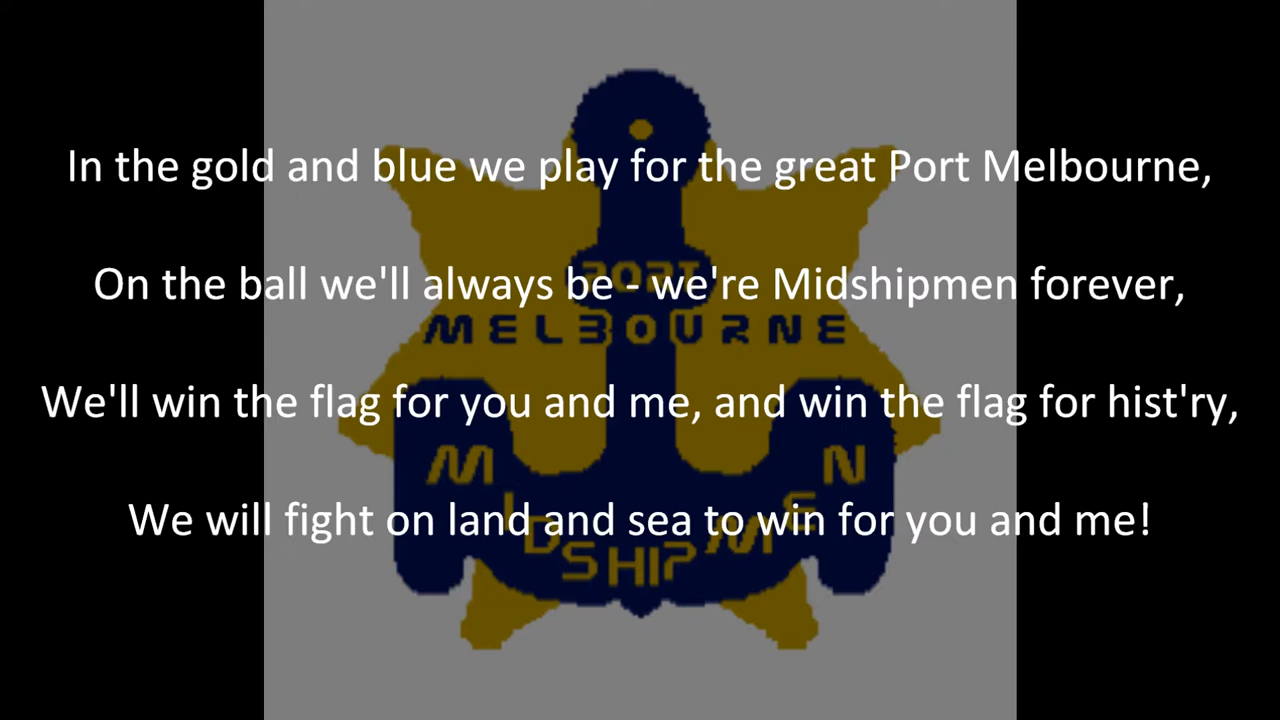 In the gold and blue we play for the great Port Melbourne,
On the ball we'll always be - we're Midshipmen forever,
PORT
MELBOURNE
We'll win the flag for you and me, and win the flag for hist'ry,
We will fight on land and sea to win for you and me!
MIDSHIPMEN